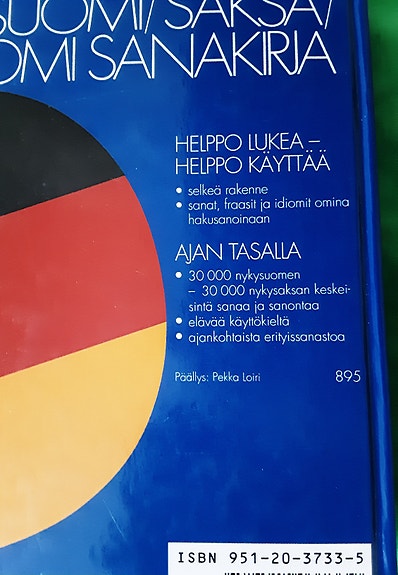 SUOMI/SAKSA/
OMI SANAKIRJA
HELPPO LUKEA –
HELPPO KÄYTTÄÄ
• selkeä rakenne
• sanat, fraasit ja idiomit omina
hakusanoinaan
AJAN TASALLA
• 30 000 nykysuomen
– 30 000 nykysaksan keskei-
sintä sanaa ja sanontaa
• elävää käyttökieltä
• ajankohtaista erityissanastoa
Päällys: Pekka Loiri
895
ISBN 951-20-3733-5